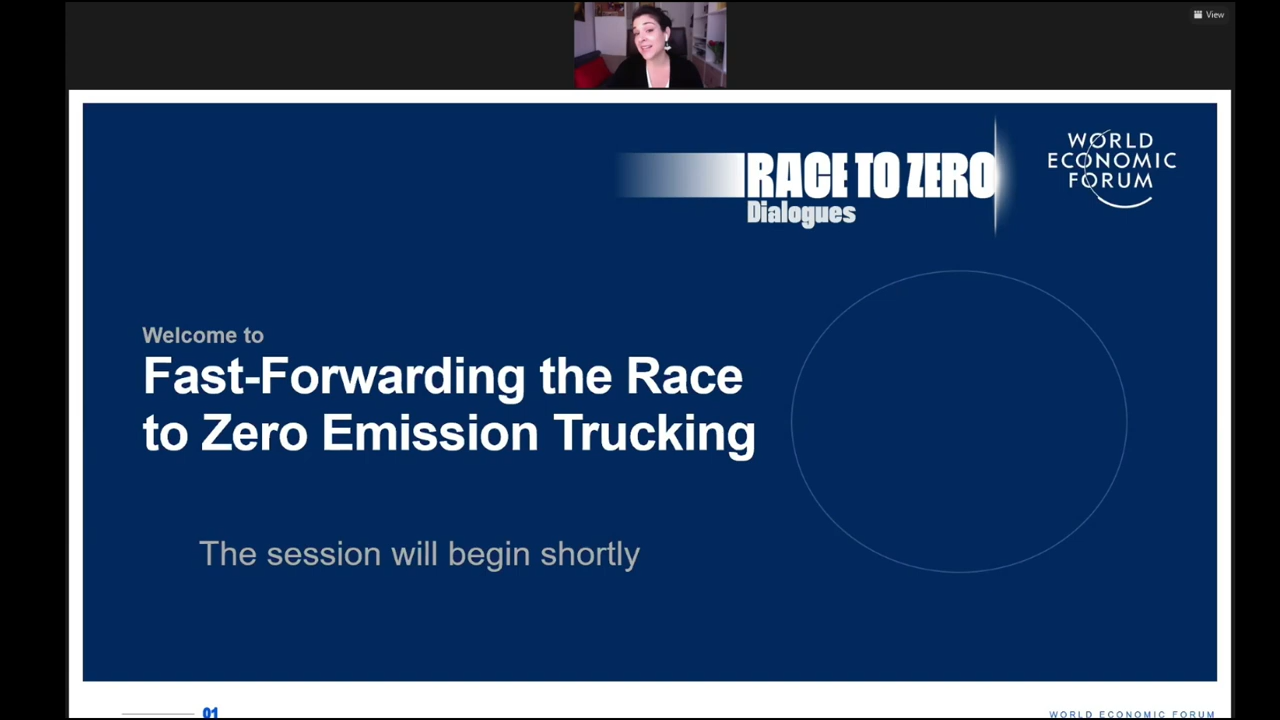 View
RACE TO ZERO
Dialogues
WORLD
ECONOMIC
FORUM
Welcome to
Fast-Forwarding the Race
to Zero Emission Trucking
The session will begin shortly
01
WORLD ECONOMIC FORUM